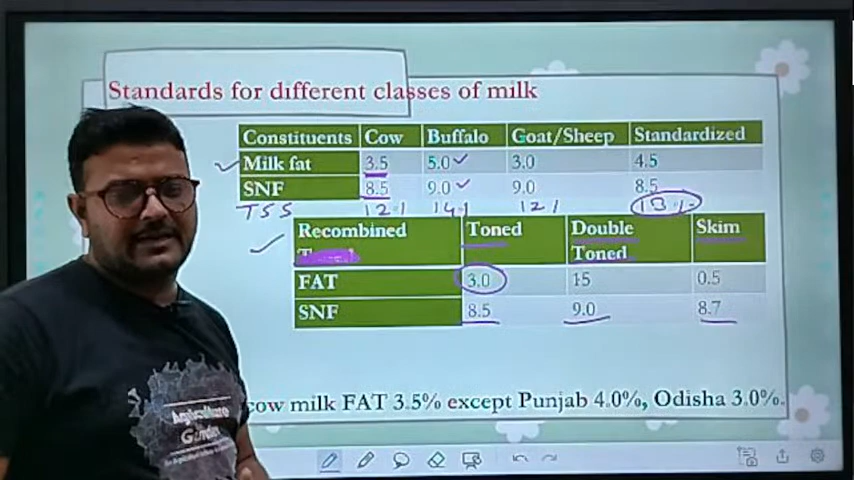 Standards for different classes of milk
Constituents Cow Buffalo Goat/Sheep Standardized
Milk fat 3.5 5.0 3.0 4.5
SNF 8.5 9.0 9.0 8.5
TSS 12% 14% 12% 13%
Recombined Toned Double Toned Skim
FAT 3.0 15 0.5
SNF 8.5 9.0 8.7
cow milk FAT 3.5% except Punjab 4.0%, Odisha 3.0%.
Agriculture